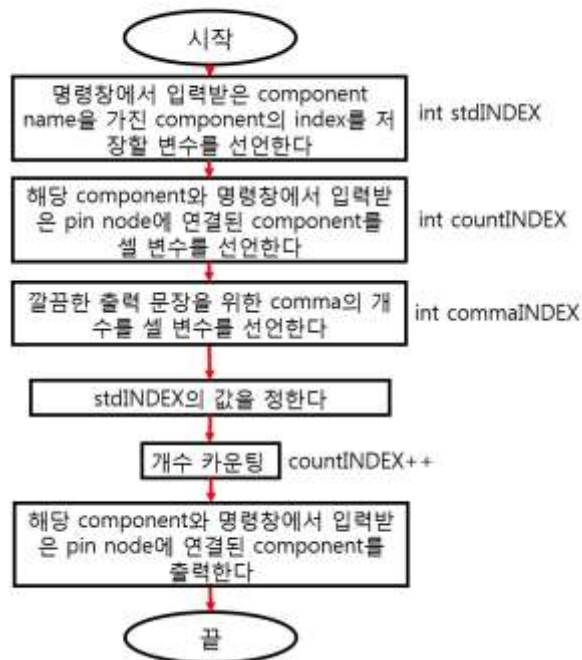 시작
명령창에서 입력받은 component
name을 가진 component의 index를 저
장할 변수를 선언한다
int stdINDEX
해당 component와 명령창에서 입력받
은 pin node에 연결된 component를
셀 변수를 선언한다
int countINDEX
깔끔한 출력 문장을 위한 comma의 개
수를 셀 변수를 선언한다
int commaINDEX
stdINDEX의 값을 정한다
개수 카운팅
countINDEX++
해당 component와 명령창에서 입력받
은 pin node에 연결된 component를
출력한다
끝